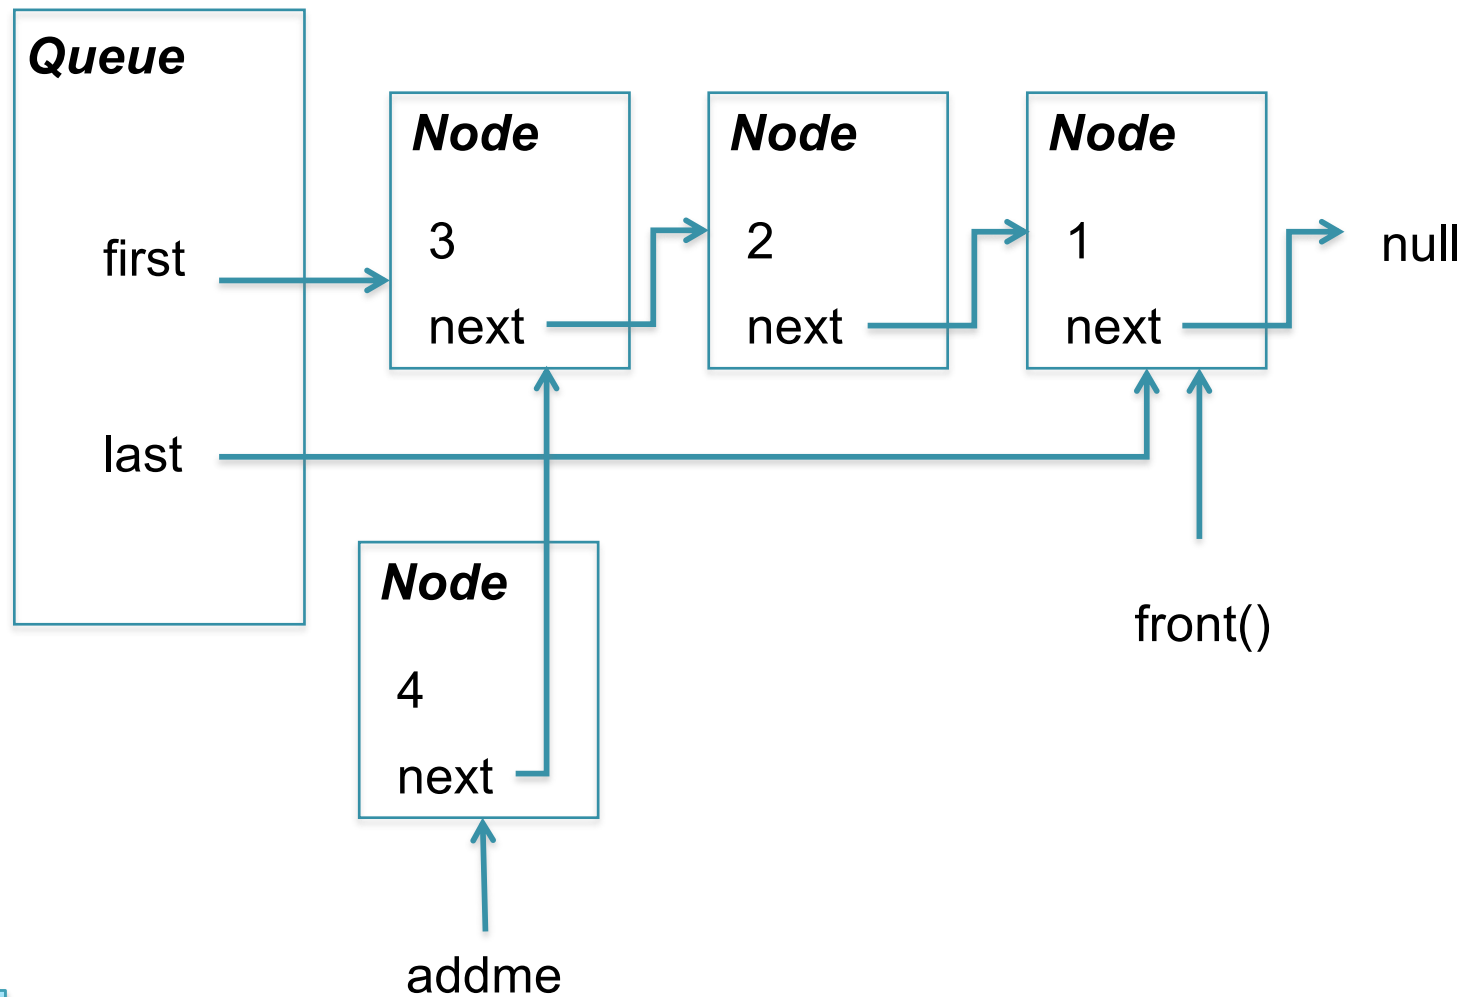 Queue
first
last
Node
3
next
Node
2
next
Node
1
next
null
Node
4
next
addme
front()